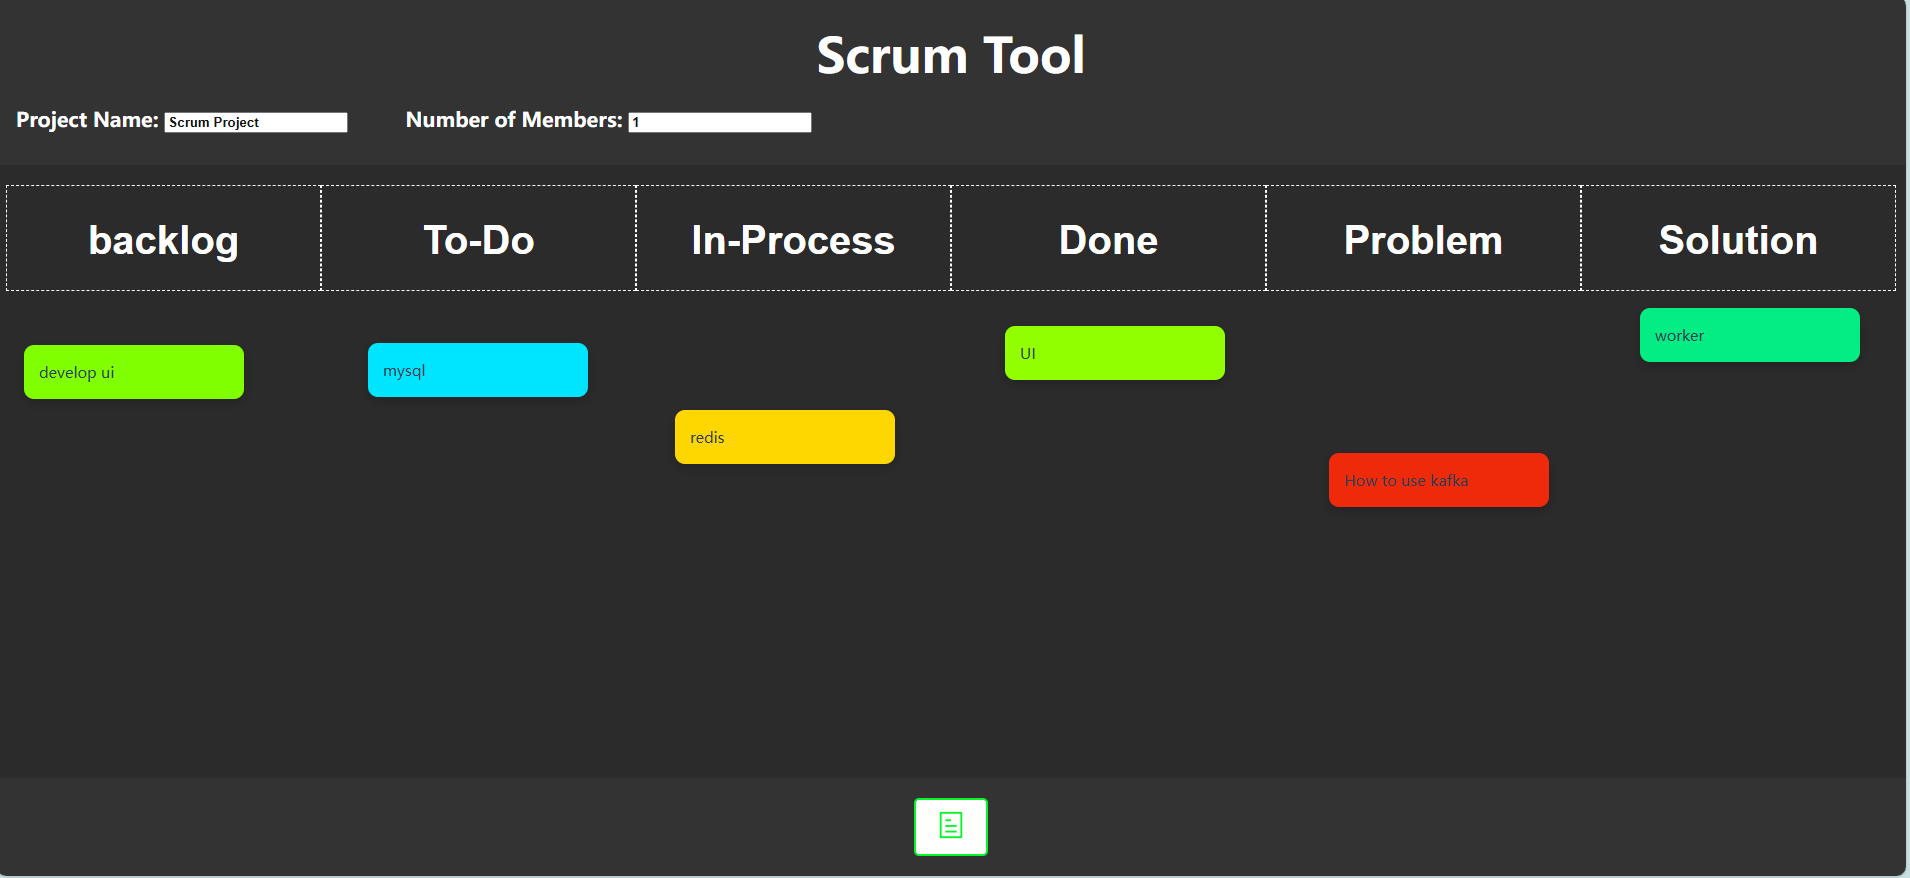 Scrum Tool
Project Name: Scrum Project Number of Members: 1
backlog To-Do In-Process Done Problem Solution
worker
UI
develop ui mysql
redis
How to use kafka